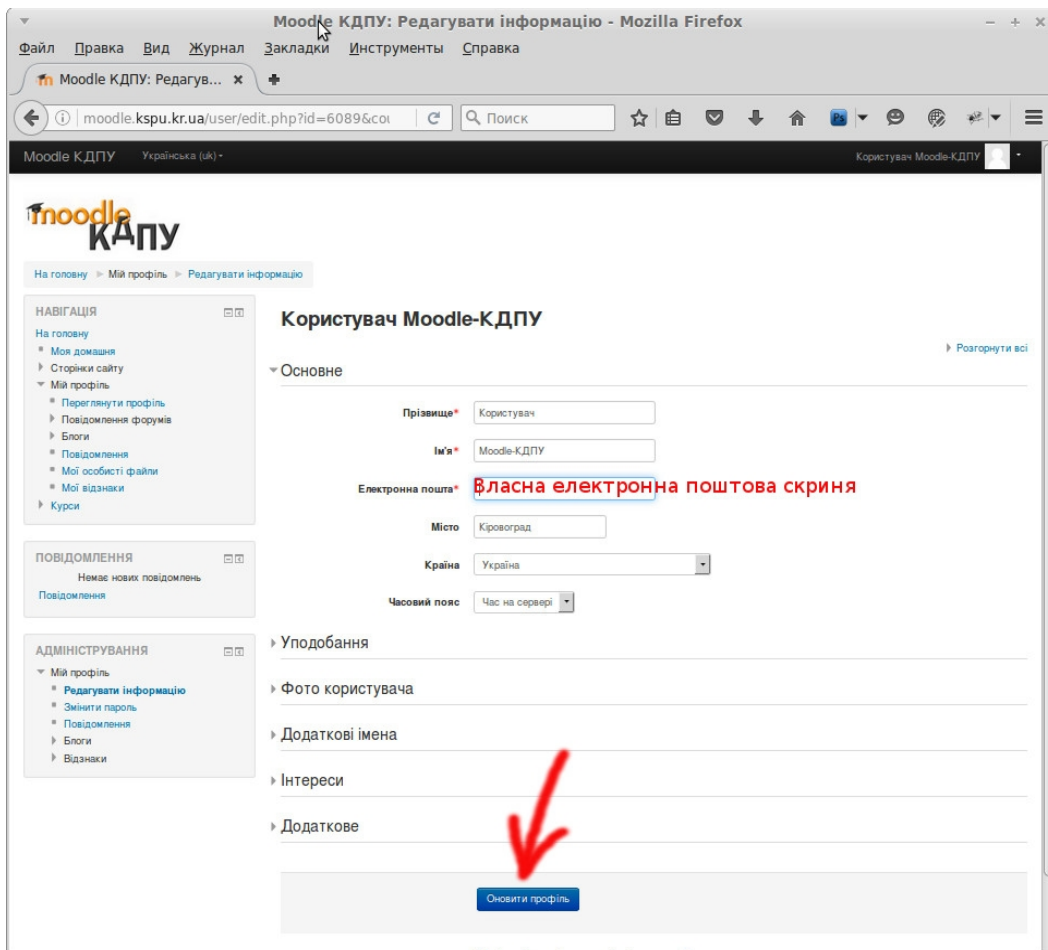 Moodle КДПУ: Редагувати інформацію - Mozilla Firefox
Файл Правка Вид Журнал Закладки Инструменты Справка
Moodle КДПУ: Редагув...
moodle.kspu.kr.ua/user/edit.php?id=6089&cou
Поиск
Moodle КДПУ Українська (uk)
Користувач Moodle-КДПУ
moodle
КДПУ
На головну Мій профіль Редагувати інформацію
НАВІГАЦІЯ
На головну
Моя домашня
Сторінки сайту
Мій профіль
Переглянути профіль
Повідомлення форумів
Блоги
Повідомлення
Мої особисті файли
Мої відзнаки
Курси
ПОВІДОМЛЕННЯ
Немає нових повідомлень
Повідомлення
АДМІНІСТРУВАННЯ
Мій профіль
Редагувати інформацію
Змінити пароль
Повідомлення
Блоги
Відзнаки
Користувач Moodle-КДПУ
Розгорнути всі
Основне
Прізвище* Користувач
Ім'я* Moodle-КДПУ
Електронна пошта* Власна електронна поштова скриня
Місто Кіровоград
Країна Україна
Часовий пояс Час на сервері
Уподобання
Фото користувача
Додаткові імена
Інтереси
Додаткове
Оновити профіль